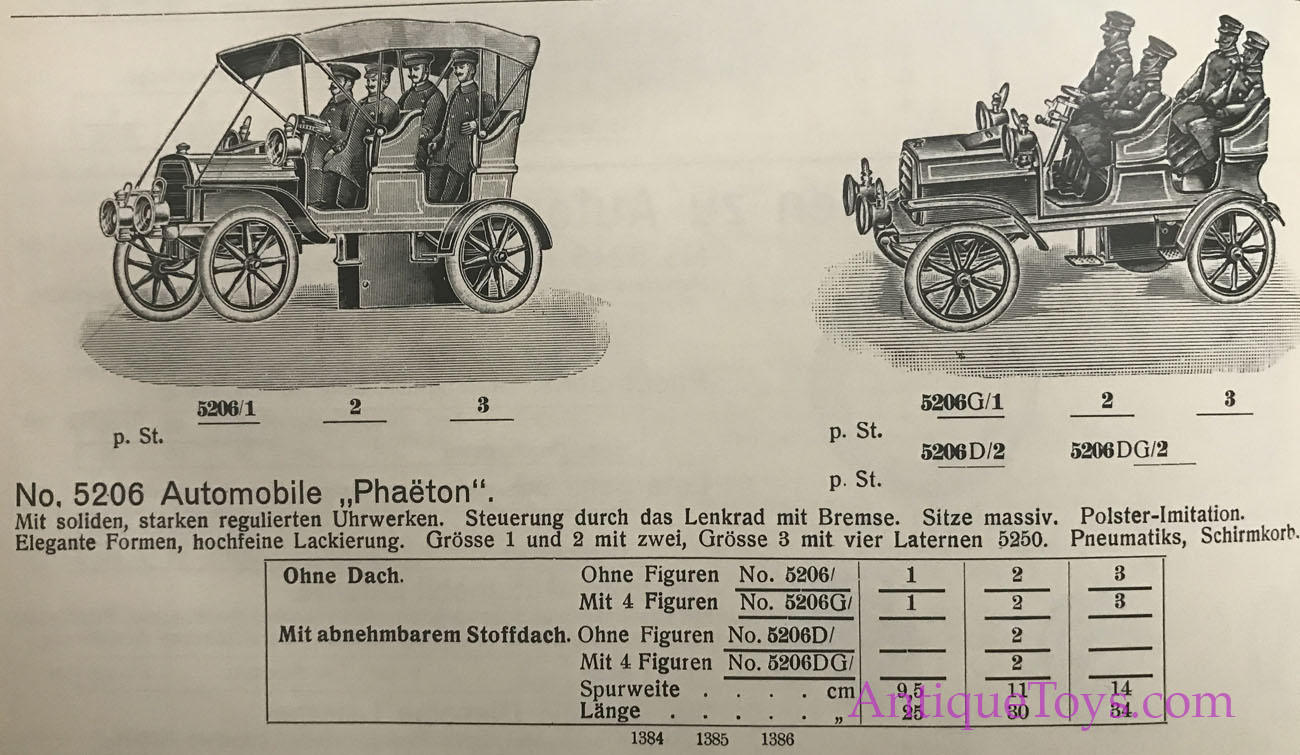 5206/1 2 3
p. St.
5206G/1 2 3
p. St.
5206D/2 5206DG/2
p. St.
No. 5206 Automobile „Phaëton“.
Mit soliden, starken regulierten Uhrwerken. Steuerung durch das Lenkrad mit Bremse. Sitze massiv. Polster-Imitation.
Elegante Formen, hochfeine Lackierung. Grösse 1 und 2 mit zwei, Grösse 3 mit vier Laternen 5250. Pneumatiks, Schirmkorb.
Ohne Dach. Ohne Figuren No. 5206/ 1 2 3
Mit 4 Figuren No. 5206G/ 1 2 3
Mit abnehmbarem Stoffdach. Ohne Figuren No. 5206D/ 2
Mit 4 Figuren No. 5206DG/ 2
Spurweite . . . . cm 9,5 11 14
Länge . . . . . „ 25 30 34
AntiqueToys.com
1384 1385 1386